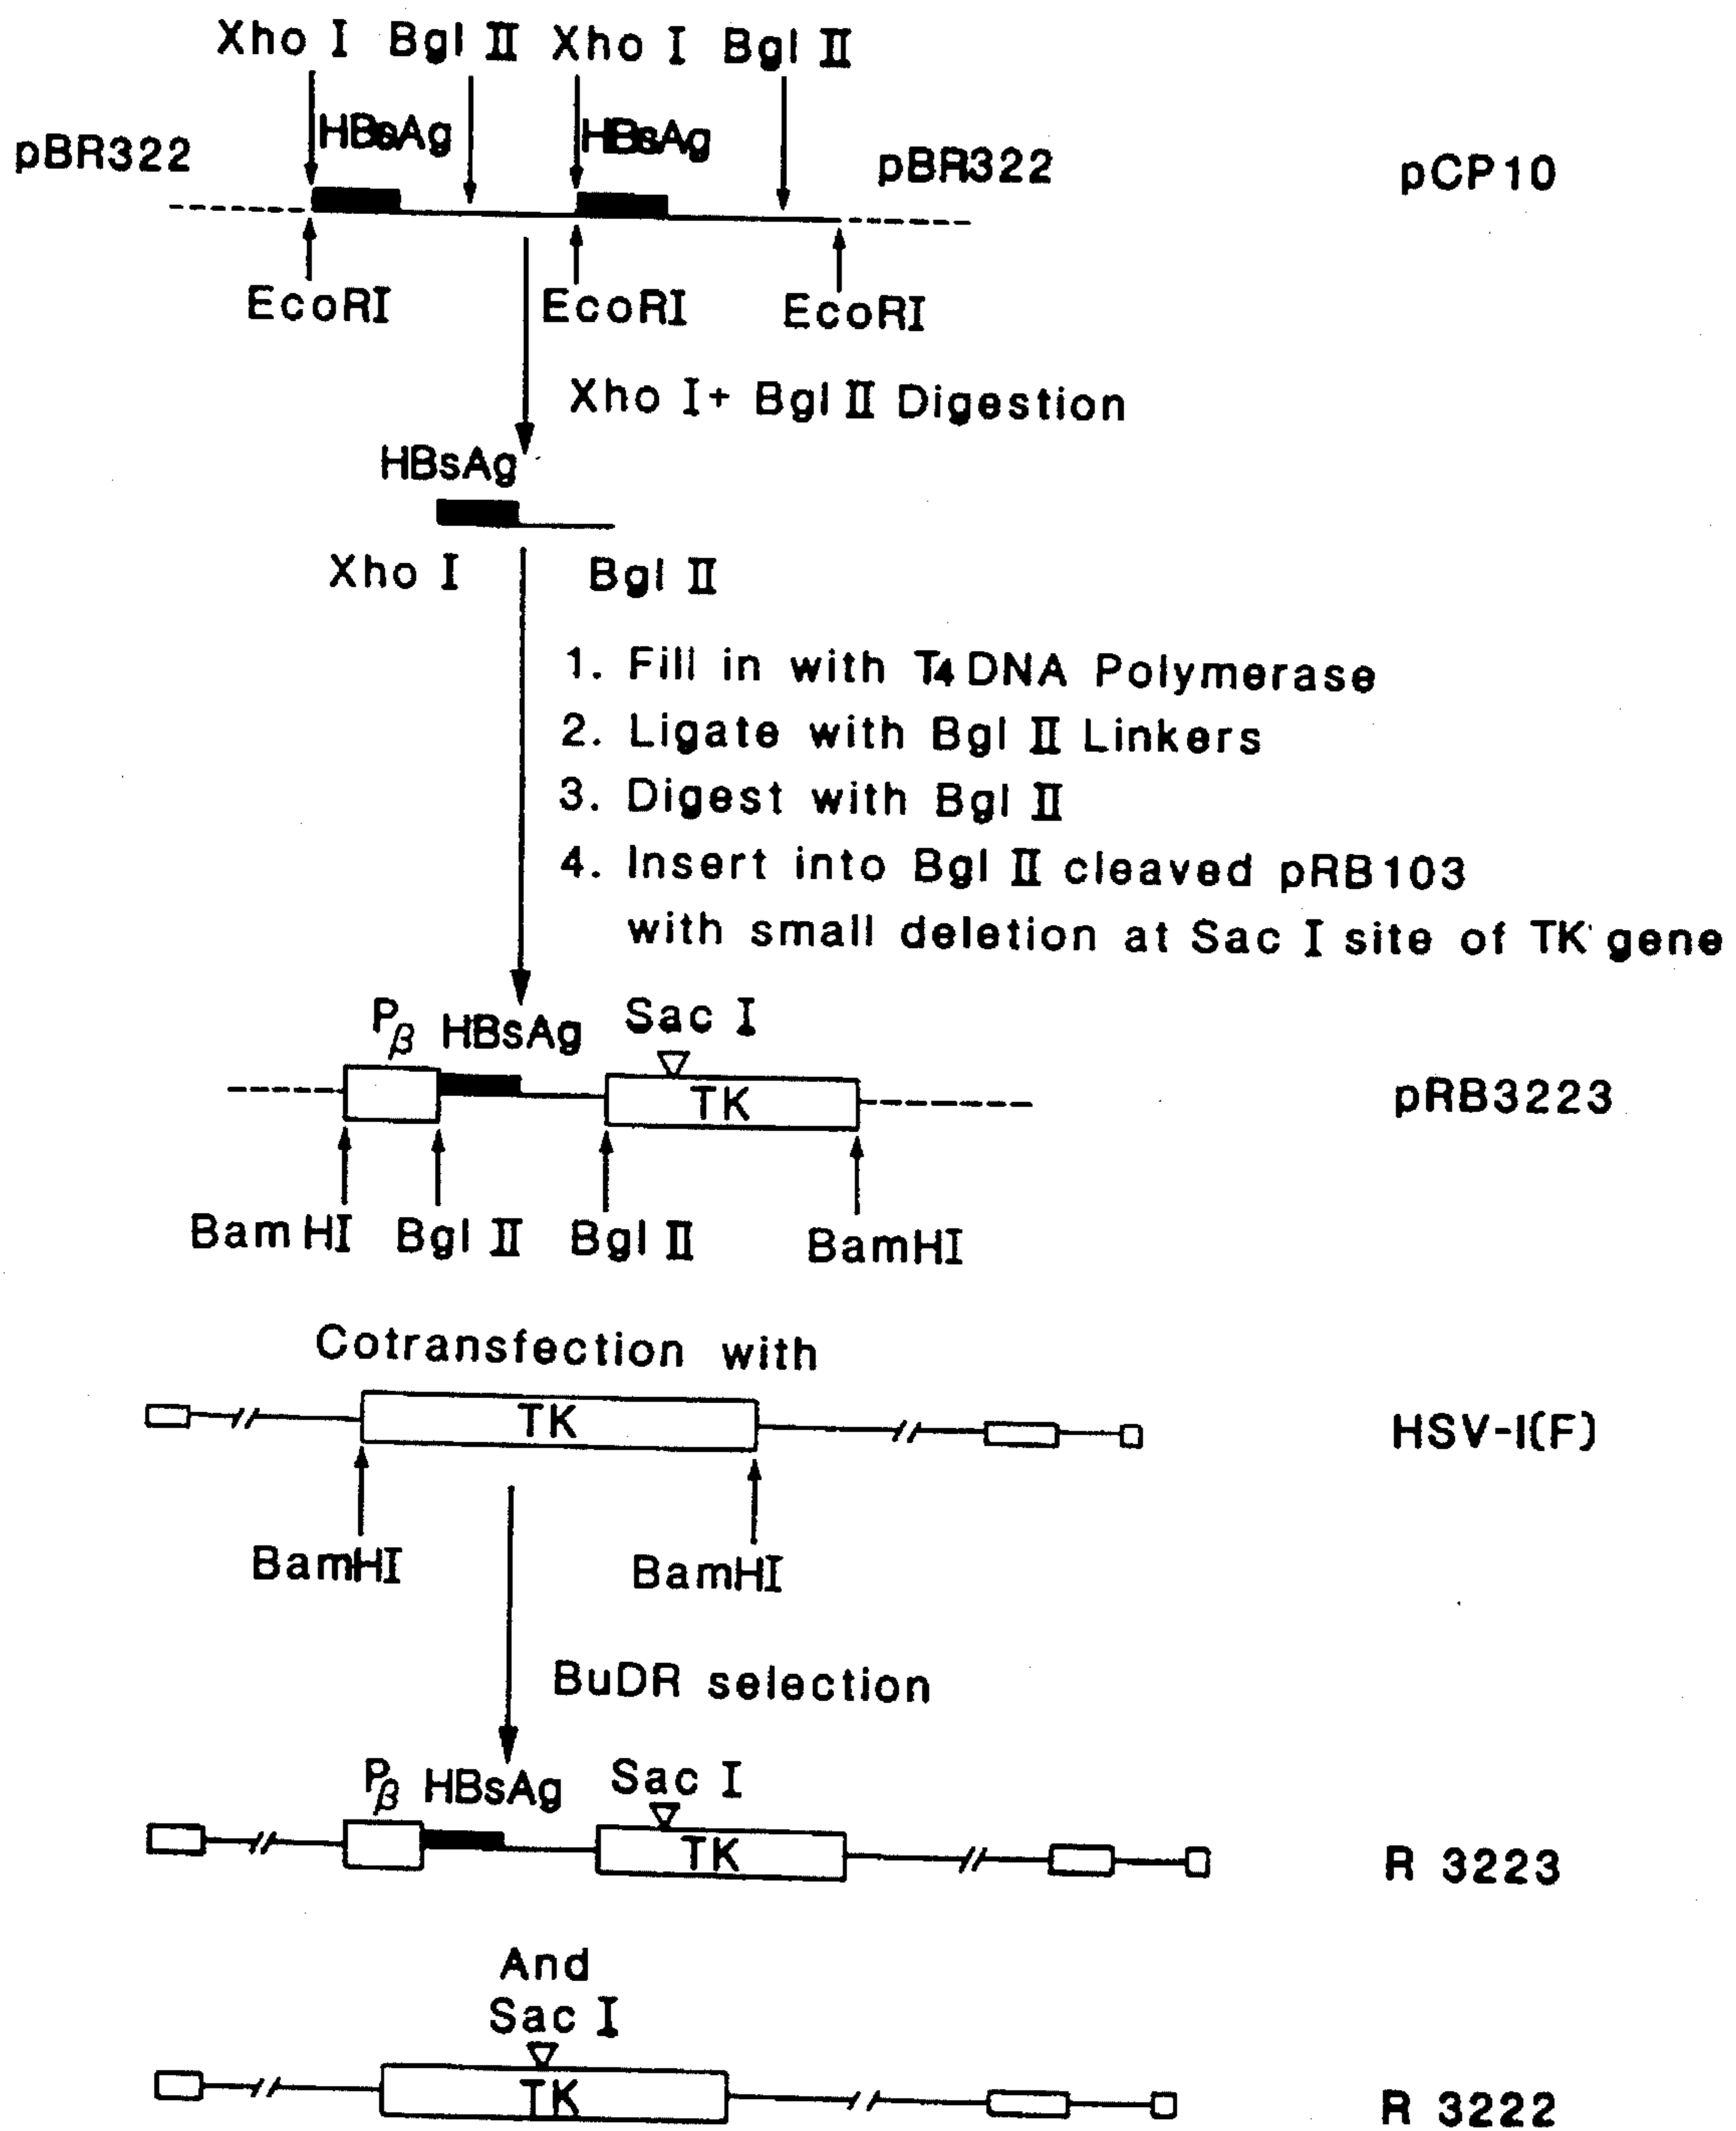 Xho I Bgl II Xho I Bgl II
HBsAg HBsAg
pBR322 pBR322 pCP10
EcoRI EcoRI EcoRI
Xho I+ Bgl II Digestion
HBsAg
Xho I Bgl II
1. Fill in with T4 DNA Polymerase
2. Ligate with Bgl II Linkers
3. Digest with Bgl II
4. Insert into Bgl II cleaved pRB103
with small deletion at Sac I site of TK gene
Pβ HBsAg Sac I
TK pRB3223
BamHI Bgl II Bgl II BamHI
Cotransfection with
TK HSV-I(F)
BamHI BamHI
BuDR selection
Pβ HBsAg Sac I
TK R 3223
And
Sac I
TK R 3222